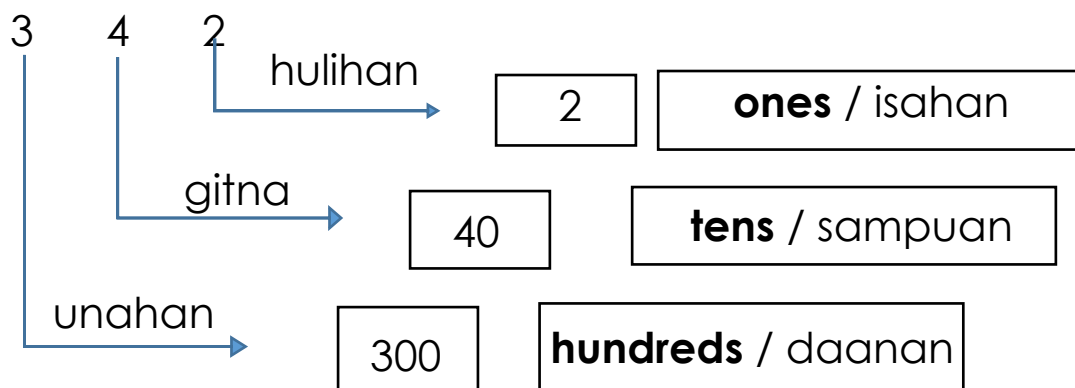 3 4 2
hulihan
2 ones / isahan
gitna
40 tens / sampuan
unahan
300 hundreds / daanan